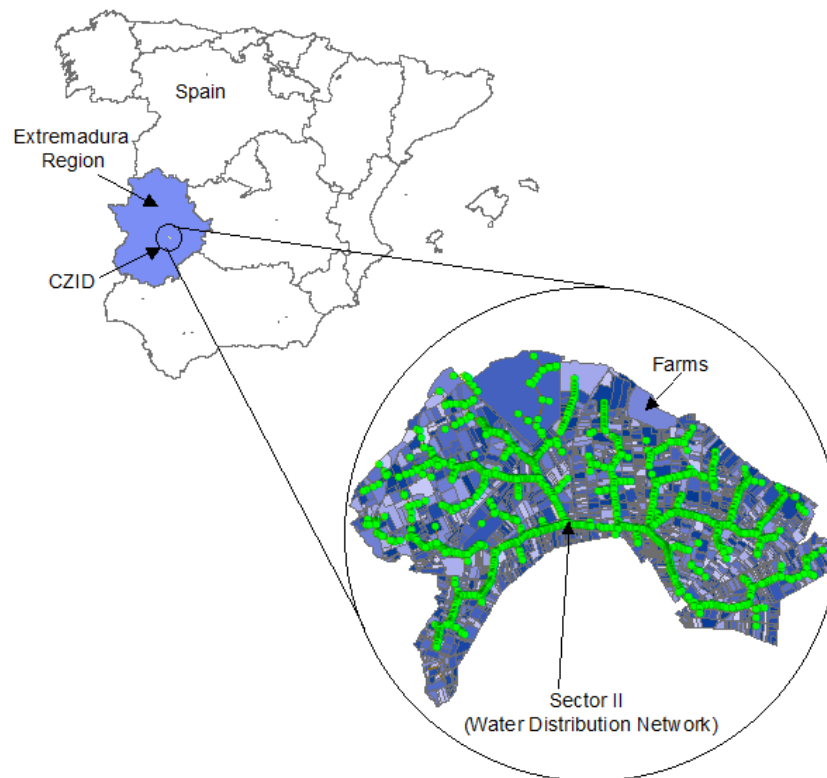 Spain
Extremadura
Region
CZID
Farms
Sector II
(Water Distribution Network)